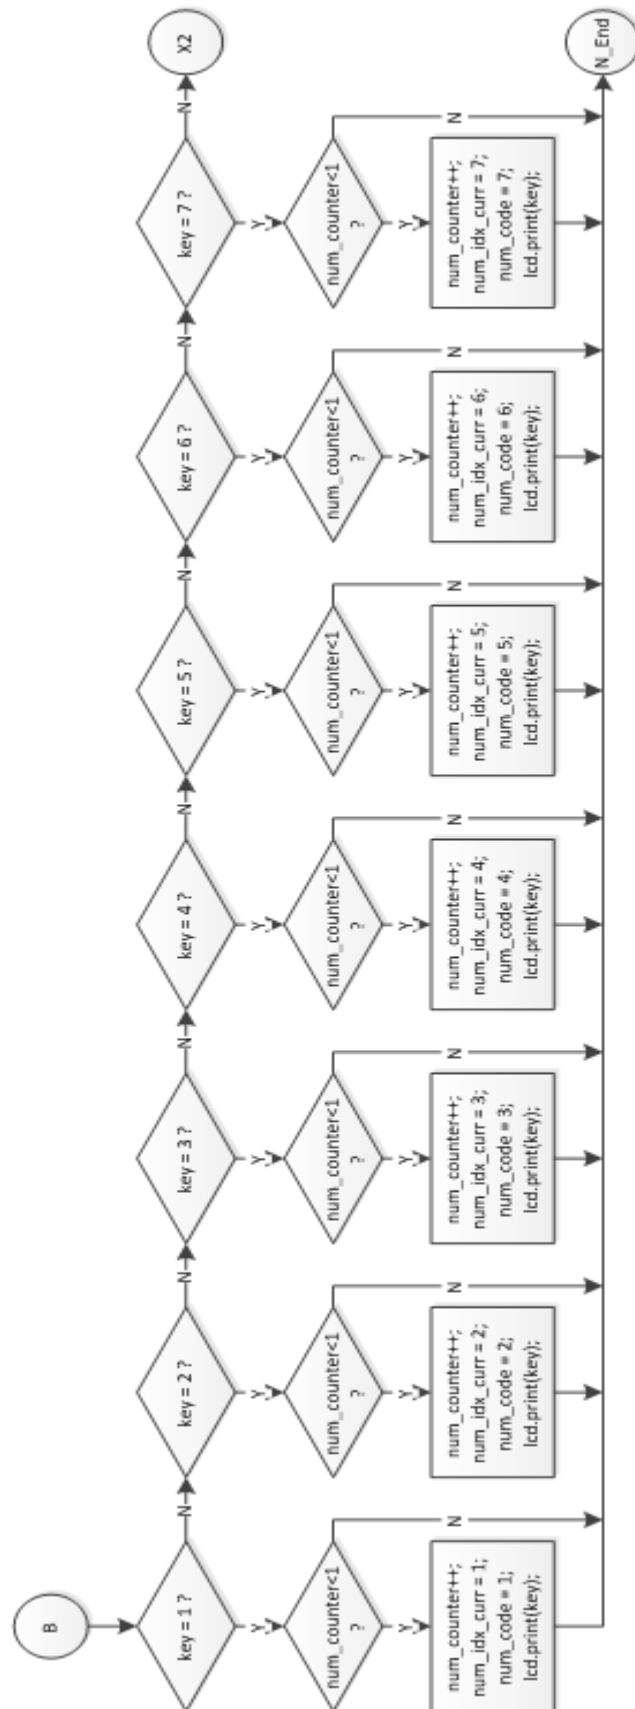 B
key = 1 ?
Y
num_counter<1
?
Y
num_counter++;
num_idx_curr = 1;
num_code = 1;
lcd.print(key);
N
N
key = 2 ?
Y
num_counter<1
?
Y
num_counter++;
num_idx_curr = 2;
num_code = 2;
lcd.print(key);
N
N
key = 3 ?
Y
num_counter<1
?
Y
num_counter++;
num_idx_curr = 3;
num_code = 3;
lcd.print(key);
N
N
key = 4 ?
Y
num_counter<1
?
Y
num_counter++;
num_idx_curr = 4;
num_code = 4;
lcd.print(key);
N
N
key = 5 ?
Y
num_counter<1
?
Y
num_counter++;
num_idx_curr = 5;
num_code = 5;
lcd.print(key);
N
N
key = 6 ?
Y
num_counter<1
?
Y
num_counter++;
num_idx_curr = 6;
num_code = 6;
lcd.print(key);
N
N
key = 7 ?
Y
num_counter<1
?
Y
num_counter++;
num_idx_curr = 7;
num_code = 7;
lcd.print(key);
N
N
X2
N_End